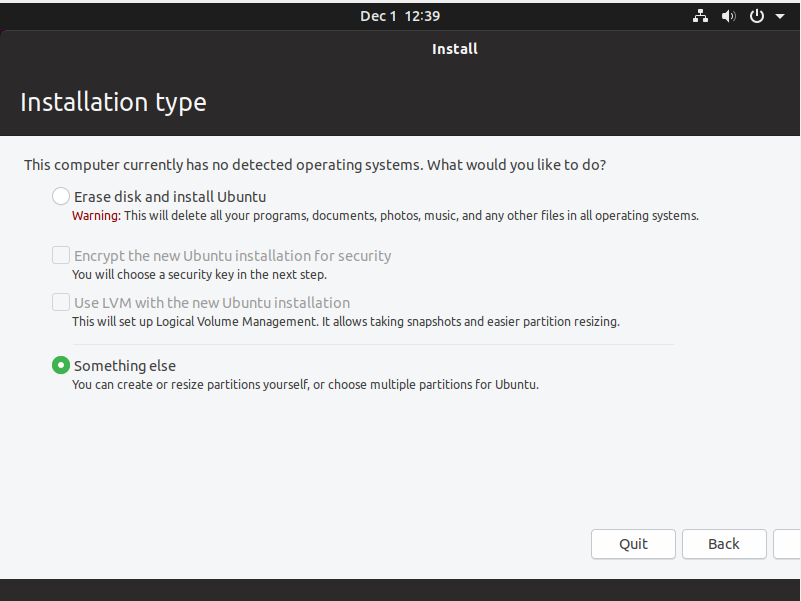 Dec 1 12:39
Install
Installation type
This computer currently has no detected operating systems. What would you like to do?
Erase disk and install Ubuntu
Warning: This will delete all your programs, documents, photos, music, and any other files in all operating systems.
Encrypt the new Ubuntu installation for security
You will choose a security key in the next step.
Use LVM with the new Ubuntu installation
This will set up Logical Volume Management. It allows taking snapshots and easier partition resizing.
Something else
You can create or resize partitions yourself, or choose multiple partitions for Ubuntu.
Quit Back